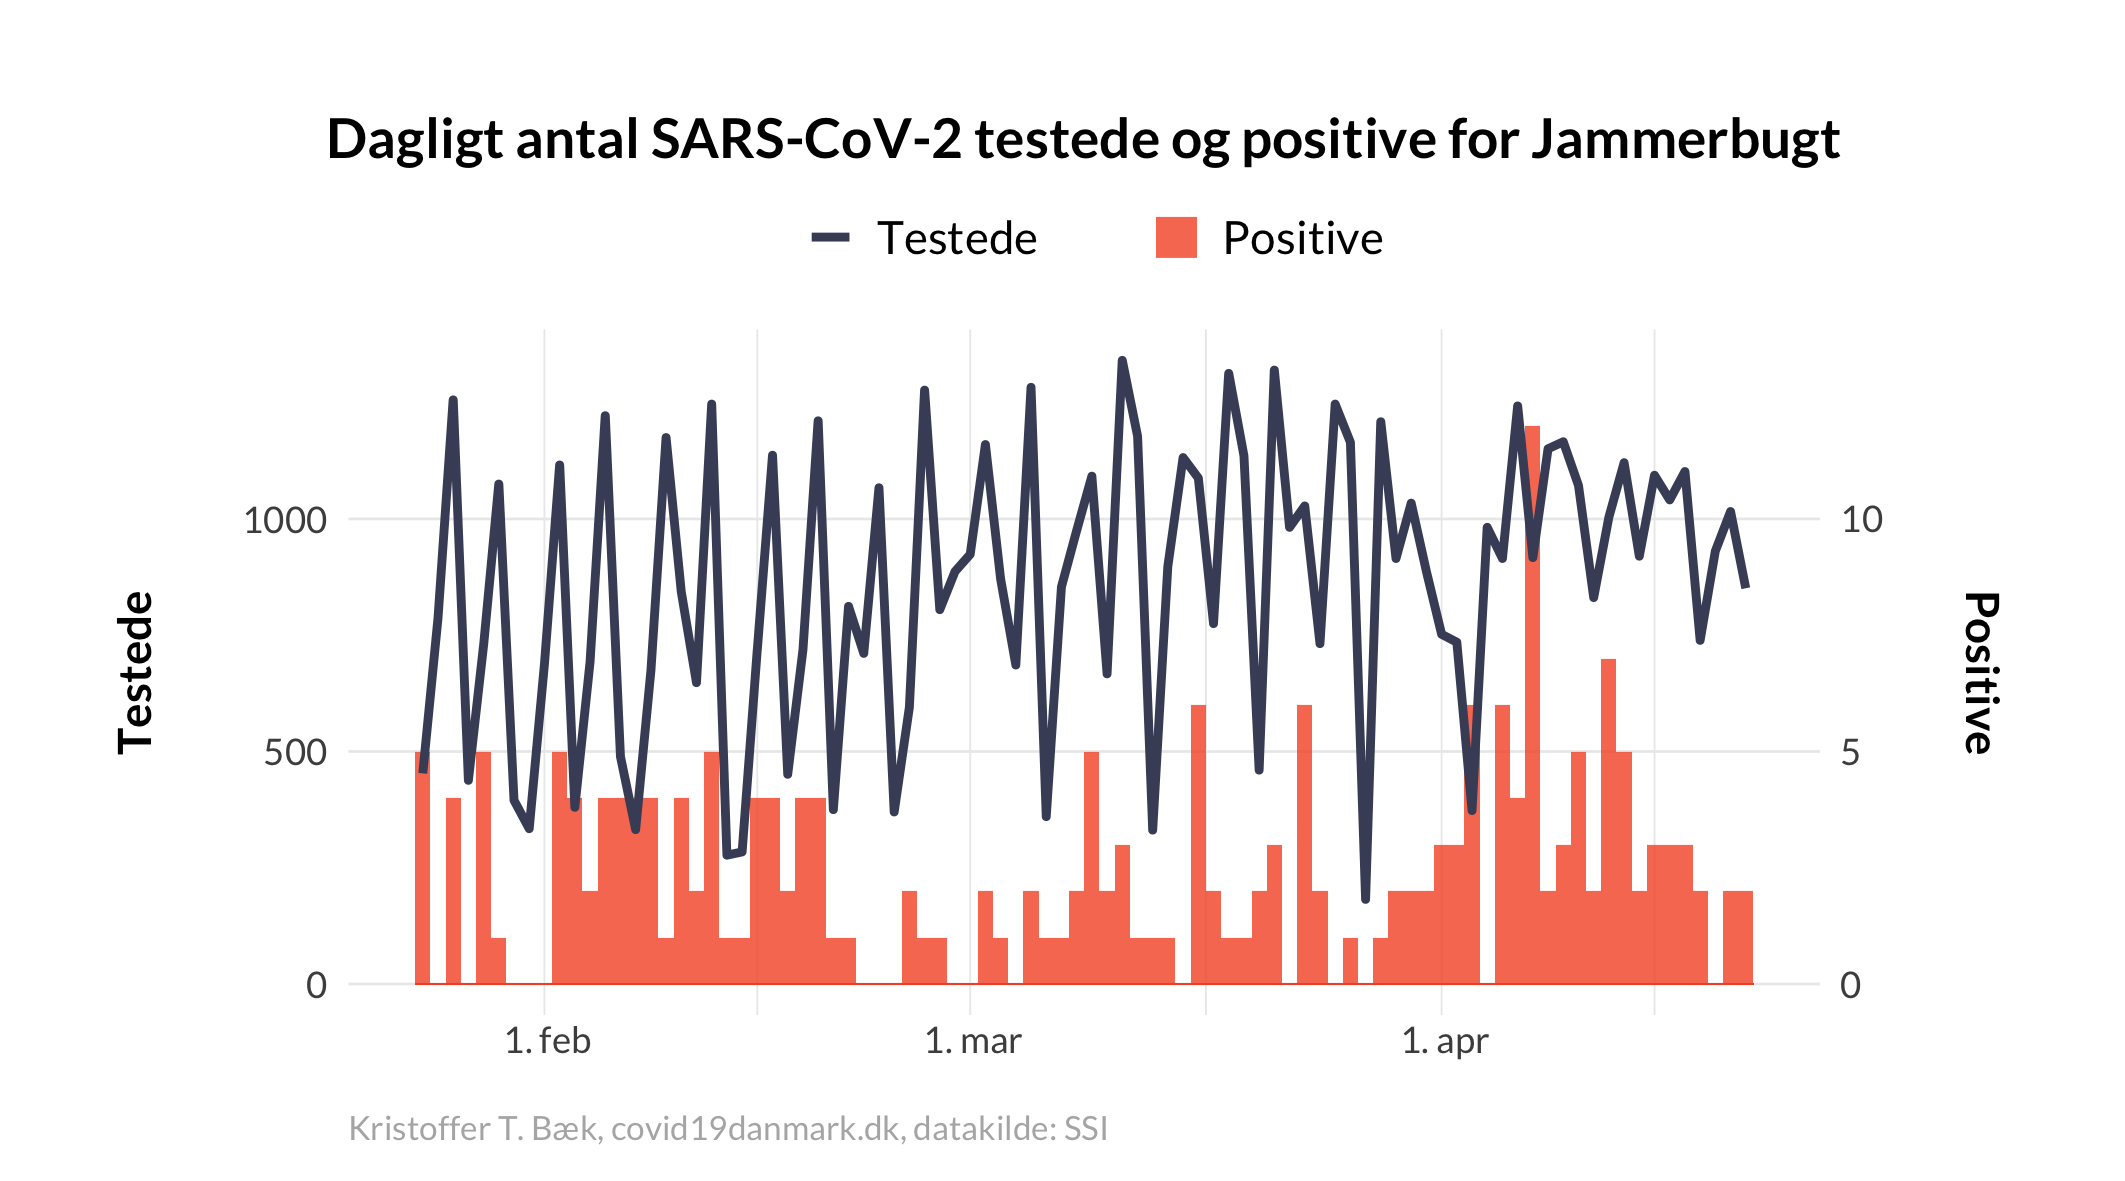 Dagligt antal SARS-CoV-2 testede og positive for Jammerbugt
Testede
Positive
1000
500
0
10
5
0
Testede
Positive
1. feb
1. mar
1. apr
Kristoffer T. Bæk, covid19danmark.dk, datakilde: SSI